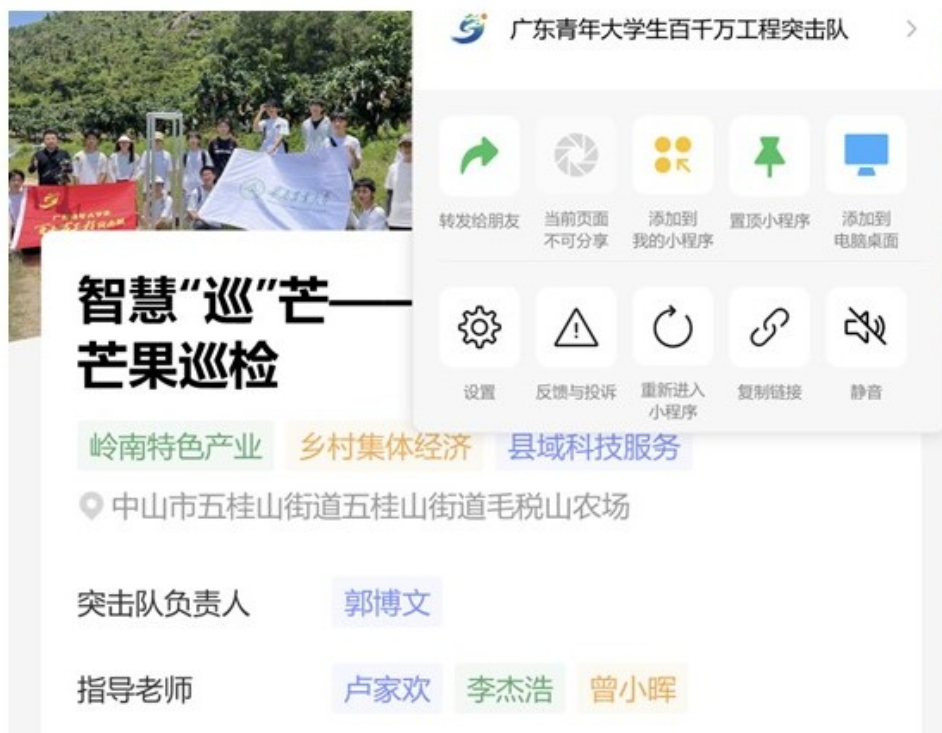 广东青年大学生百千万工程突击队
转发给朋友
当前页面
不可分享
添加到
我的小程序
置顶小程序
添加到
电脑桌面
设置
反馈与投诉
重新进入
小程序
复制链接
静音
智慧“巡”芒——
芒果巡检
岭南特色产业 乡村集体经济 县域科技服务
中山市五桂山街道五桂山街道毛税山农场
突击队负责人 郭博文
指导老师 卢家欢 李杰浩 曾小晖